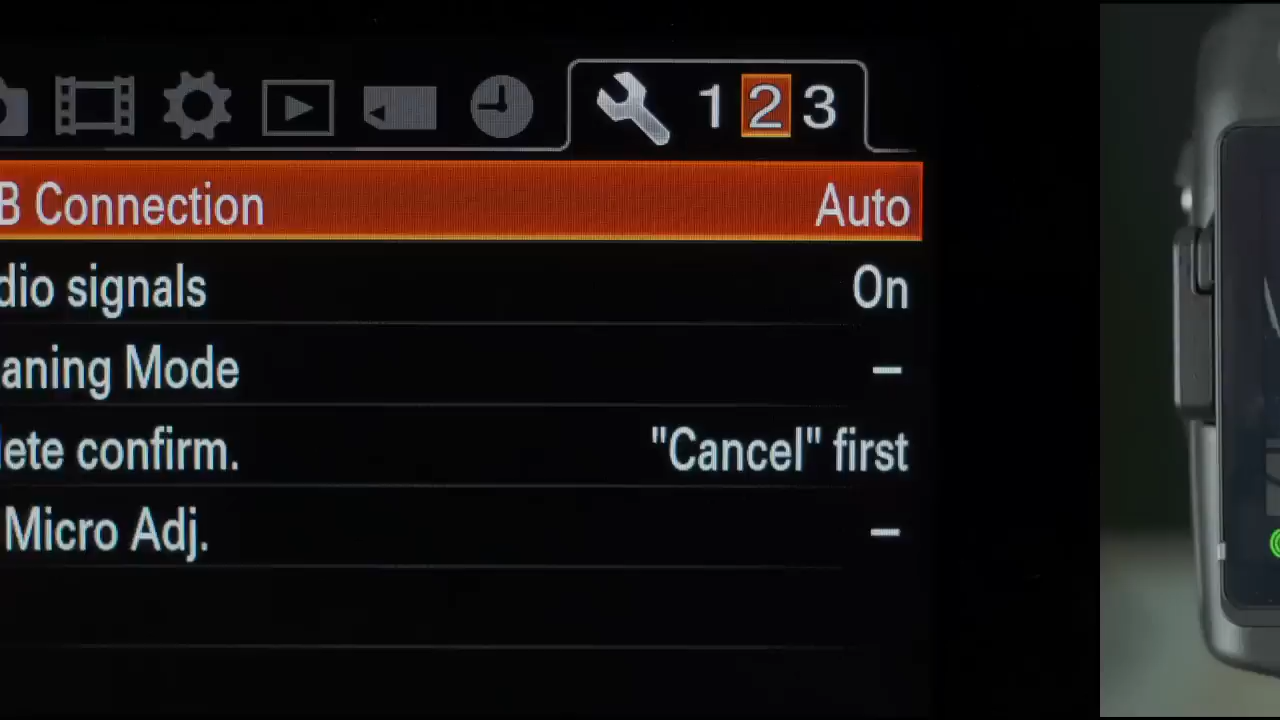 1 2 3
B Connection Auto
dio signals On
aning Mode –
lete confirm. "Cancel" first
Micro Adj. –